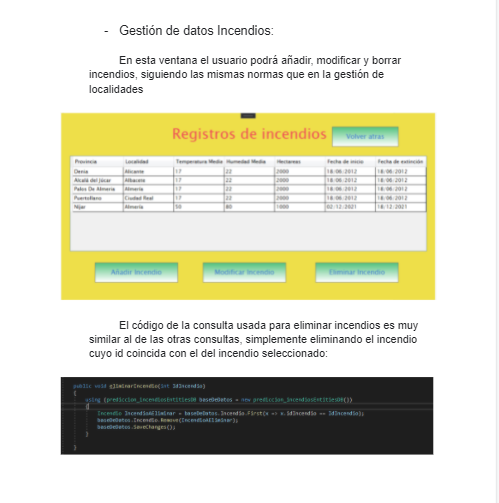 - Gestión de datos Incendios:
En esta ventana el usuario podrá añadir, modificar y borrar
incendios, siguiendo las mismas normas que en la gestión de
localidades
Registros de incendios Volver atras
Provincia Localidad Temperatura Media Humedad Media Hectareas Fecha de inicio Fecha de extinción
Denia Alicante 17 22 2000 18/06/2012 18/06/2012
Alcalá del Júcar Albacete 17 22 2000 18/06/2012 18/06/2012
Palos De Almeria Almeria 17 22 2000 18/06/2012 18/06/2012
Puertollano Ciudad Real 17 22 2000 18/06/2012 18/06/2012
Nijar Almeria 50 80 1000 02/12/2021 18/12/2021
Añadir Incendio Modificar Incendio Eliminar Incendio
El código de la consulta usada para eliminar incendios es muy
similar al de las otras consultas, simplemente eliminando el incendio
cuyo id coincida con el del incendio seleccionado:
public void eliminarIncendio(int IdIncendio)
{
using (prediccion_incendiosEntitiesDB baseDeDatos = new prediccion_incendiosEntitiesDB())
{
Incendio IncendioAEliminar = baseDeDatos.Incendio.First(x => x.idIncendio == IdIncendio);
baseDeDatos.Incendio.Remove(IncendioAEliminar);
baseDeDatos.SaveChanges();
}
}